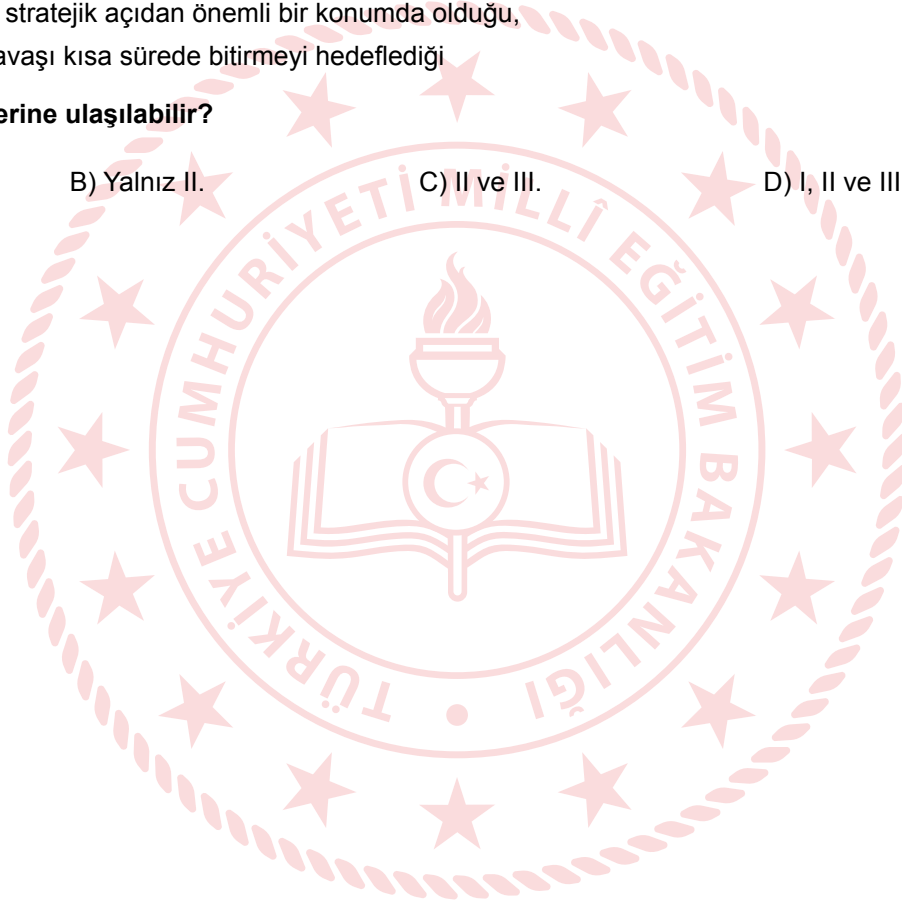 stratejik açıdan önemli bir konumda olduğu,
avaşı kısa sürede bitirmeyi hedeflediği
erine ulaşılabilir?
B) Yalnız II. C) II ve III. D) I, II ve III
TÜRKİYE CUMHURİYETİ MİLLÎ EĞİTİM BAKANLIĞI